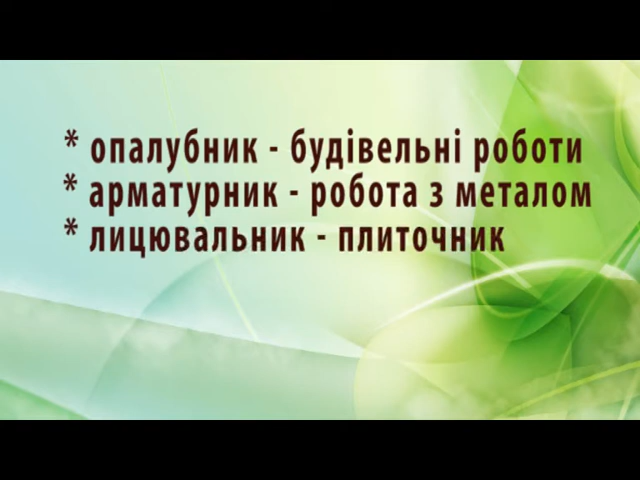 * опалубник - будівельні роботи
* арматурник - робота з металом
* лицювальник - плиточник